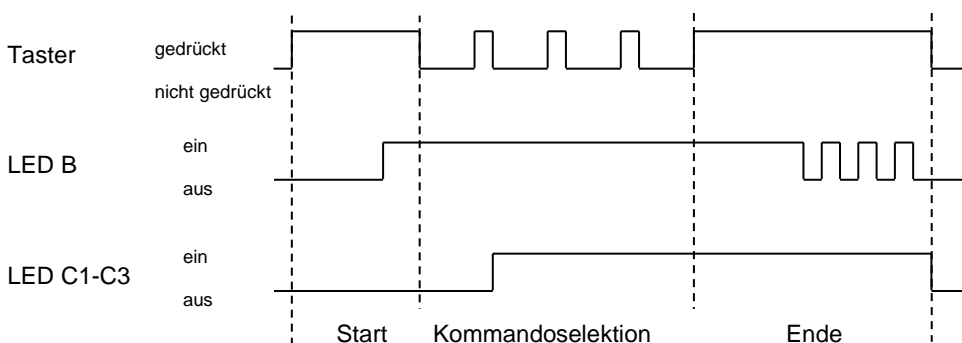 gedrückt
Taster
nicht gedrückt
ein
LED B
aus
ein
LED C1-C3
aus
Start Kommandoselektion Ende